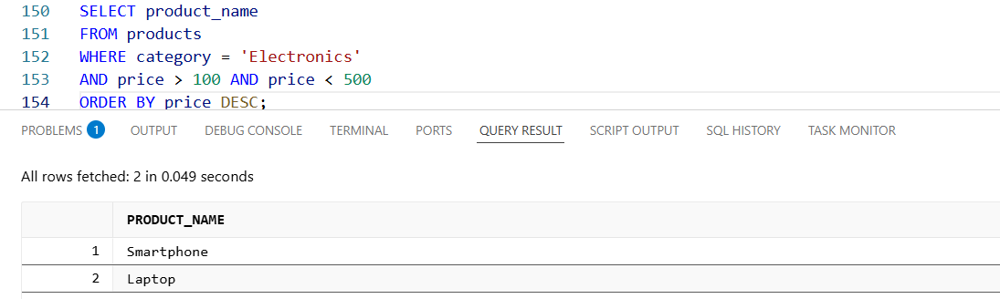 150 SELECT product_name
151 FROM products
152 WHERE category = 'Electronics'
153 AND price > 100 AND price < 500
154 ORDER BY price DESC;
PROBLEMS 1 OUTPUT DEBUG CONSOLE TERMINAL PORTS QUERY RESULT SCRIPT OUTPUT SQL HISTORY TASK MONITOR
All rows fetched: 2 in 0.049 seconds
PRODUCT_NAME
1 Smartphone
2 Laptop